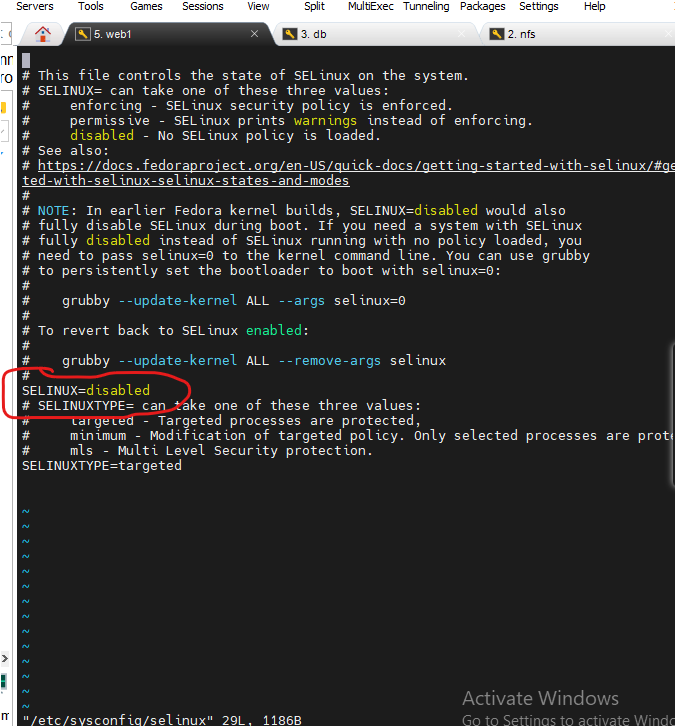 Servers Tools Games Sessions View Split MultiExec Tunneling Packages Settings Help
5. web1 3. db 2. nfs
# This file controls the state of SELinux on the system.
# SELINUX= can take one of these three values:
#     enforcing - SELinux security policy is enforced.
#     permissive - SELinux prints warnings instead of enforcing.
#     disabled - No SELinux policy is loaded.
# See also:
# https://docs.fedoraproject.org/en-US/quick-docs/getting-started-with-selinux/#ge
ted-with-selinux-selinux-states-and-modes
#
# NOTE: In earlier Fedora kernel builds, SELINUX=disabled would also
# fully disable SELinux during boot. If you need a system with SELinux
# fully disabled instead of SELinux running with no policy loaded, you
# need to pass selinux=0 to the kernel command line. You can use grubby
# to persistently set the bootloader to boot with selinux=0:
#
#    grubby --update-kernel ALL --args selinux=0
#
# To revert back to SELinux enabled:
#
#    grubby --update-kernel ALL --remove-args selinux
#
SELINUX=disabled
# SELINUXTYPE= can take one of these three values:
#     targeted - Targeted processes are protected,
#     minimum - Modification of targeted policy. Only selected processes are prote
#     mls - Multi Level Security protection.
SELINUXTYPE=targeted
~
~
~
~
~
~
~
~
~
~
~
~
~
~
"/etc/sysconfig/selinux" 29L, 1186B
Activate Windows
Go to Settings to activate Windo